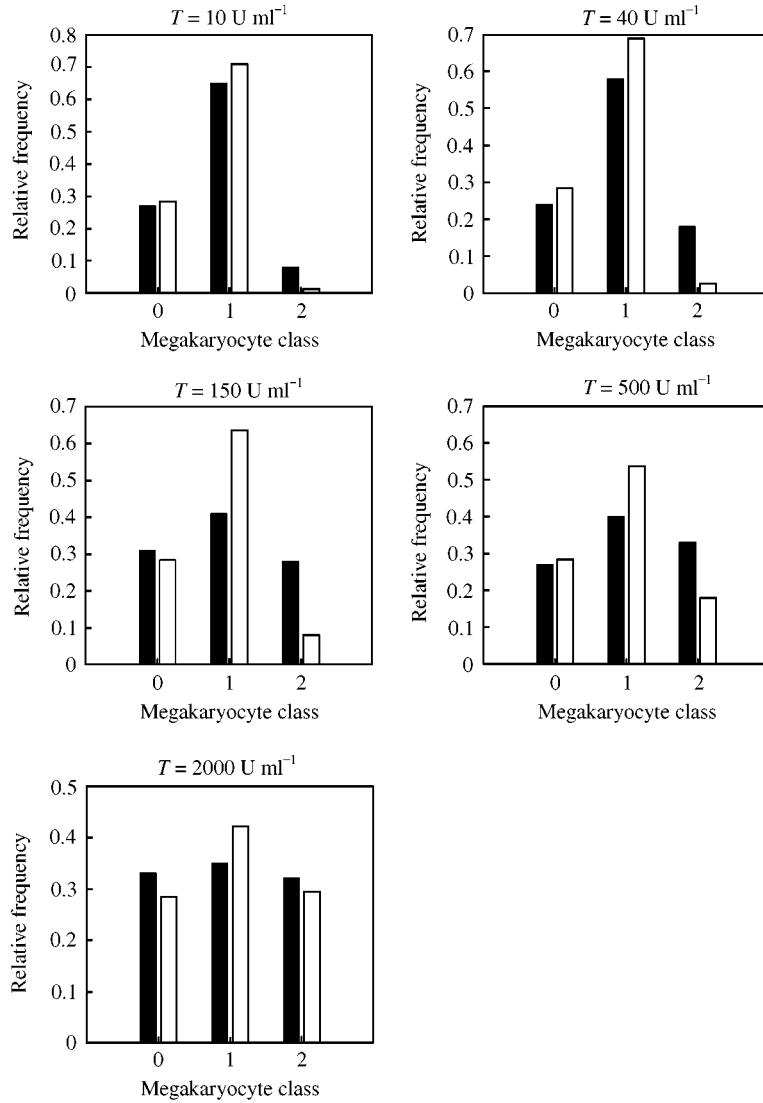 T = 10 U ml⁻¹
0.8
0.7
0.6
0.5
0.4
0.3
0.2
0.1
0
Relative frequency
0 1 2
Megakaryocyte class
T = 40 U ml⁻¹
0.7
0.6
0.5
0.4
0.3
0.2
0.1
0
Relative frequency
0 1 2
Megakaryocyte class
T = 150 U ml⁻¹
0.7
0.6
0.5
0.4
0.3
0.2
0.1
0
Relative frequency
0 1 2
Megakaryocyte class
T = 500 U ml⁻¹
0.7
0.6
0.5
0.4
0.3
0.2
0.1
0
Relative frequency
0 1 2
Megakaryocyte class
T = 2000 U ml⁻¹
0.5
0.4
0.3
0.2
0.1
0
Relative frequency
0 1 2
Megakaryocyte class